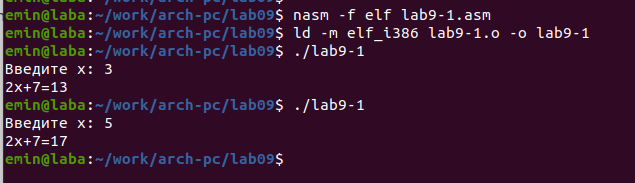 emin@laba:~/work/arch-pc/lab09$ nasm -f elf lab9-1.asm
emin@laba:~/work/arch-pc/lab09$ ld -m elf_i386 lab9-1.o -o lab9-1
emin@laba:~/work/arch-pc/lab09$ ./lab9-1
Введите x: 3
2x+7=13
emin@laba:~/work/arch-pc/lab09$ ./lab9-1
Введите x: 5
2x+7=17
emin@laba:~/work/arch-pc/lab09$